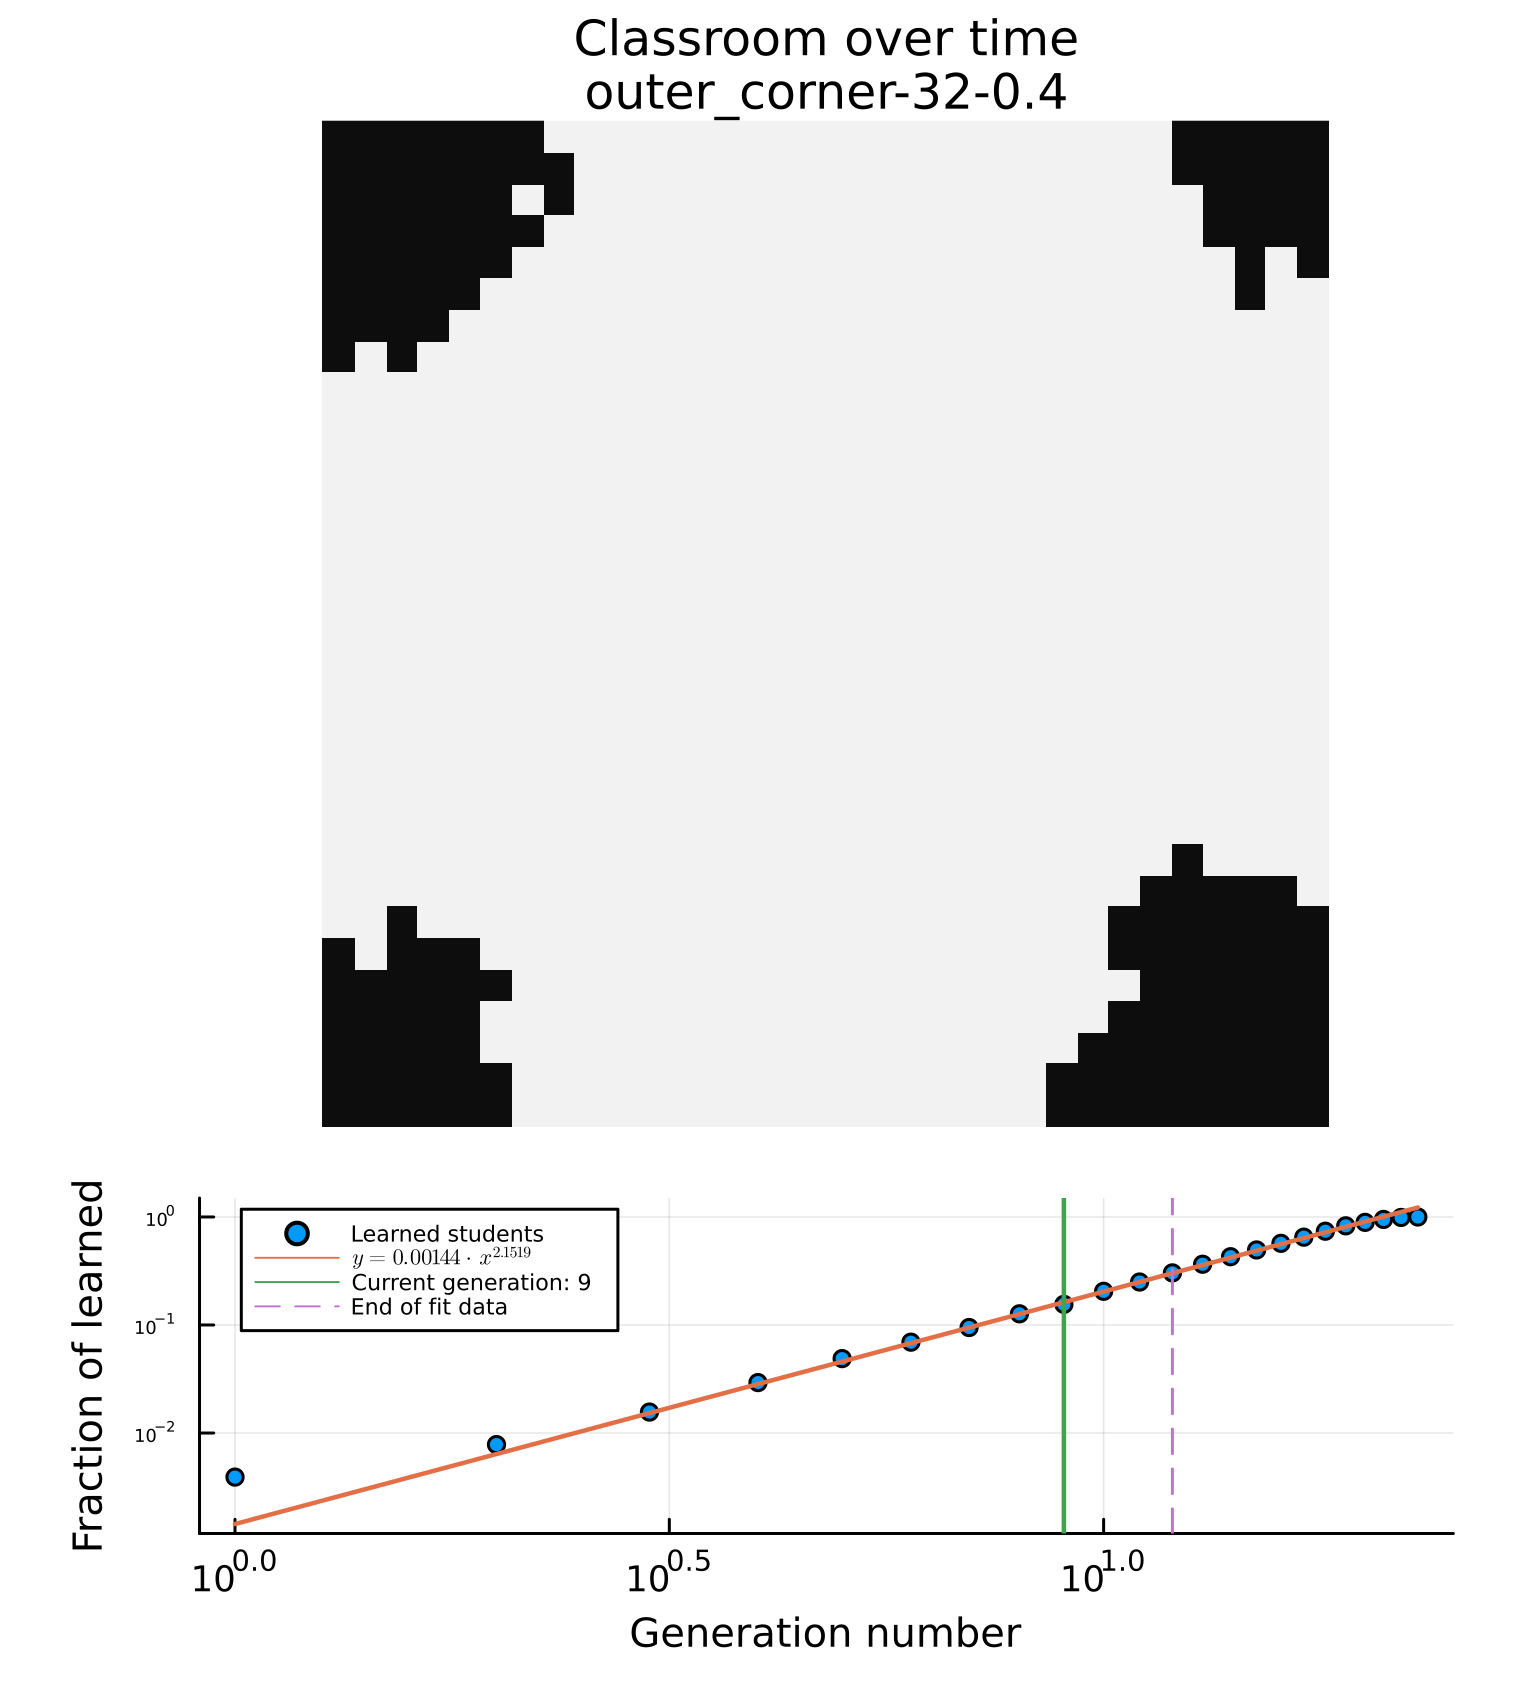 Classroom over time
outer_corner-32-0.4
Fraction of learned
10⁰
10⁻¹
10⁻²
Learned students
y = 0.00144 · x^2.1519
Current generation: 9
End of fit data
10^0.0
10^0.5
10^1.0
Generation number